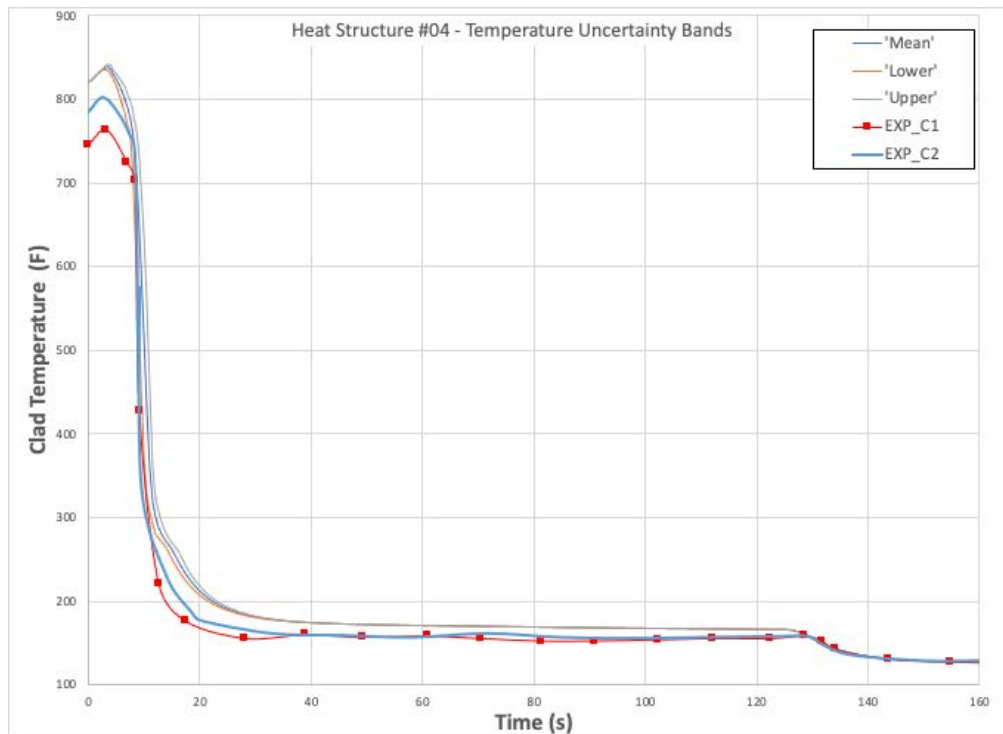 Heat Structure #04 - Temperature Uncertainty Bands
'Mean'
'Lower'
'Upper'
EXP_C1
EXP_C2
Clad Temperature (F)
900
800
700
600
500
400
300
200
100
0
20
40
60
80
100
120
140
160
Time (s)